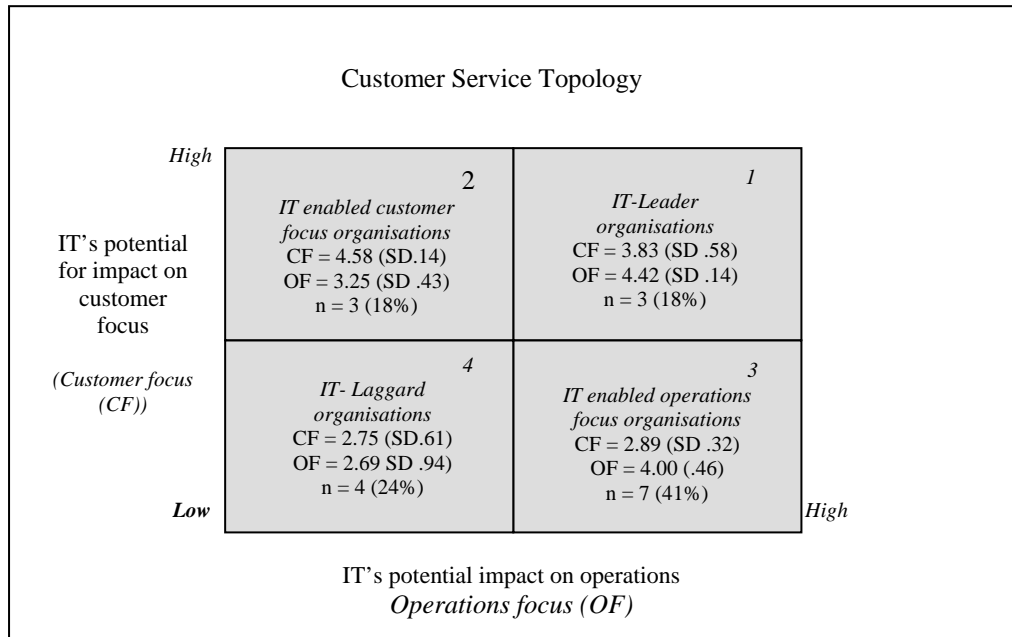 Customer Service Topology
High
IT's potential
for impact on
customer
focus
(Customer focus
(CF))
Low
2
IT enabled customer
focus organisations
CF = 4.58 (SD.14)
OF = 3.25 (SD .43)
n = 3 (18%)
1
IT-Leader
organisations
CF = 3.83 (SD .58)
OF = 4.42 (SD .14)
n = 3 (18%)
4
IT- Laggard
organisations
CF = 2.75 (SD.61)
OF = 2.69 SD .94)
n = 4 (24%)
3
IT enabled operations
focus organisations
CF = 2.89 (SD .32)
OF = 4.00 (.46)
n = 7 (41%)
High
IT's potential impact on operations
Operations focus (OF)